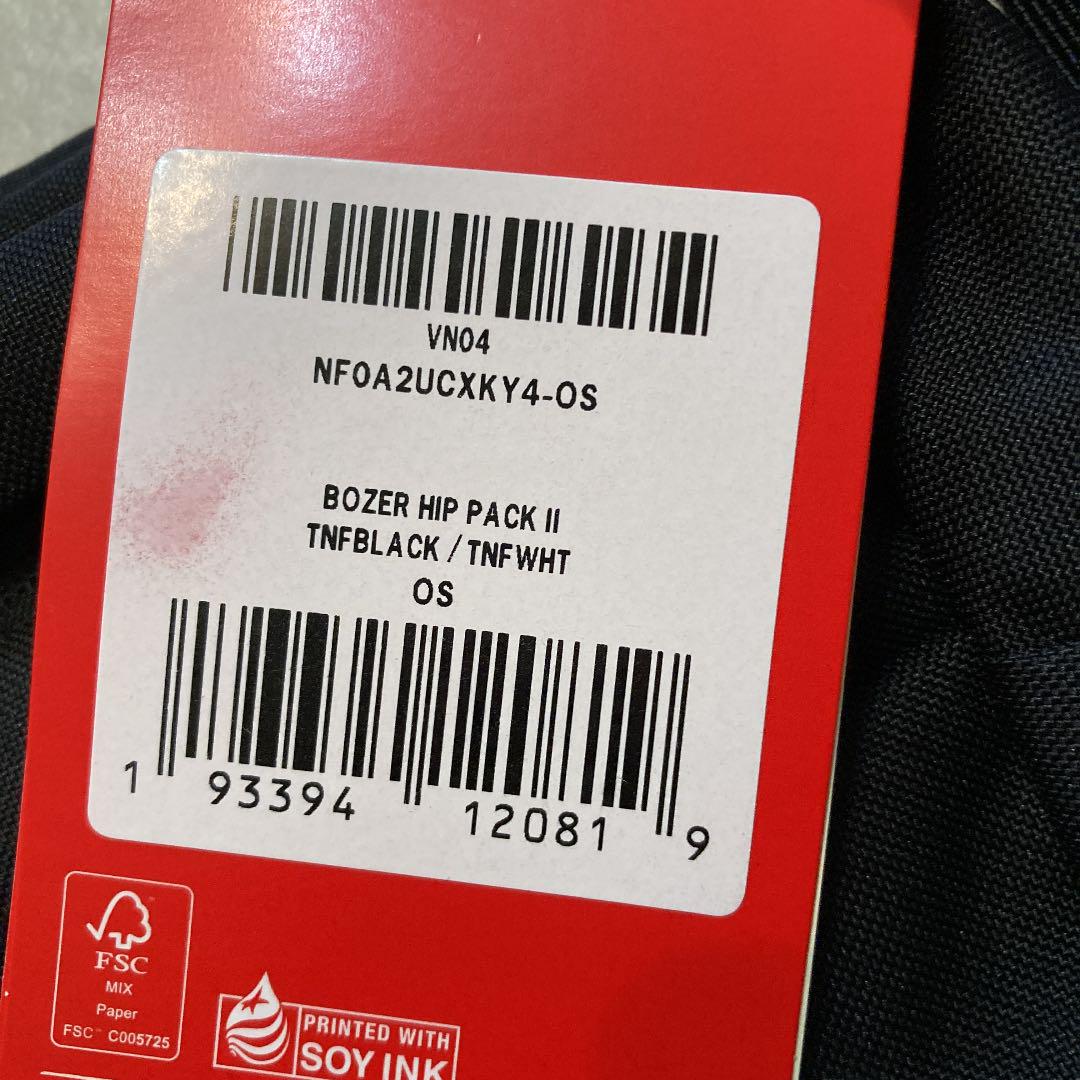 VN04
NF0A2UCXKY4-OS
BOZER HIP PACK II
TNFBLACK / TNFWHT
OS
1 93394 12081 9
FSC
MIX
Paper
FSC™ C005725
PRINTED WITH
SOY INK